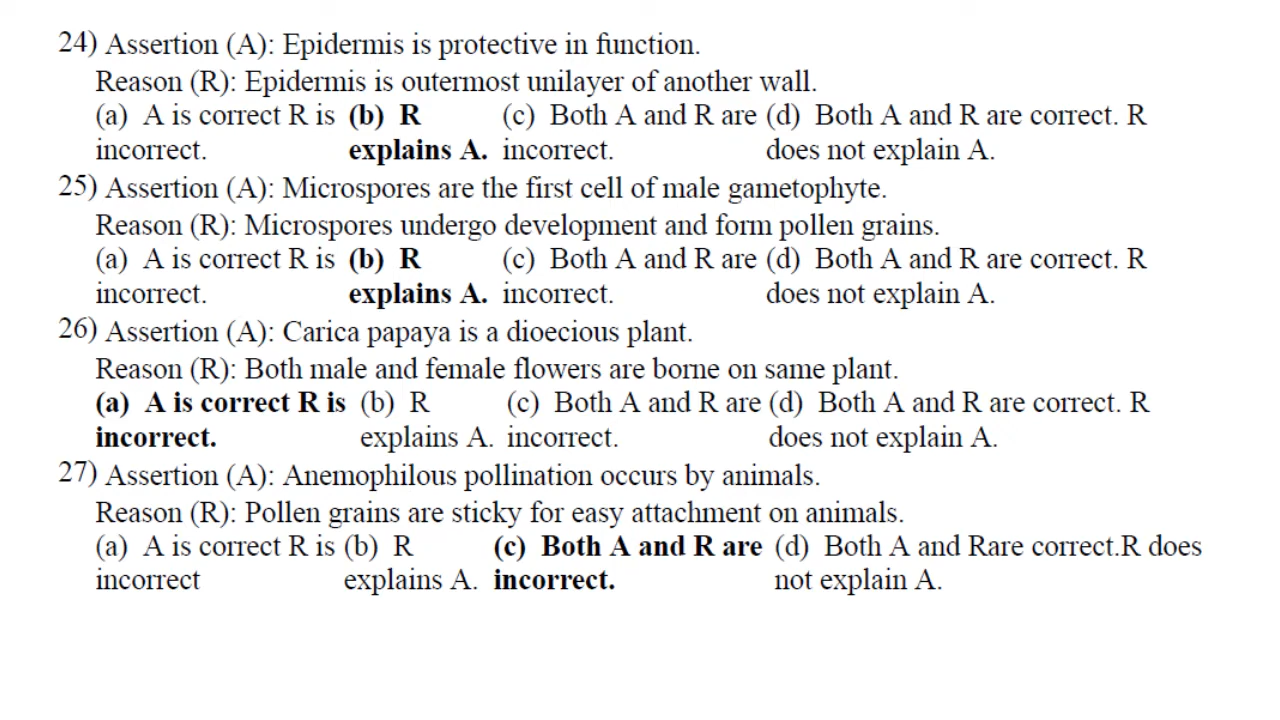 24) Assertion (A): Epidermis is protective in function.
Reason (R): Epidermis is outermost unilayer of another wall.
(a) A is correct R is (b) R (c) Both A and R are (d) Both A and R are correct. R
incorrect. explains A. incorrect. does not explain A.
25) Assertion (A): Microspores are the first cell of male gametophyte.
Reason (R): Microspores undergo development and form pollen grains.
(a) A is correct R is (b) R (c) Both A and R are (d) Both A and R are correct. R
incorrect. explains A. incorrect. does not explain A.
26) Assertion (A): Carica papaya is a dioecious plant.
Reason (R): Both male and female flowers are borne on same plant.
(a) A is correct R is (b) R (c) Both A and R are (d) Both A and R are correct. R
incorrect. explains A. incorrect. does not explain A.
27) Assertion (A): Anemophilous pollination occurs by animals.
Reason (R): Pollen grains are sticky for easy attachment on animals.
(a) A is correct R is (b) R (c) Both A and R are (d) Both A and Rare correct.R does
incorrect explains A. incorrect. not explain A.